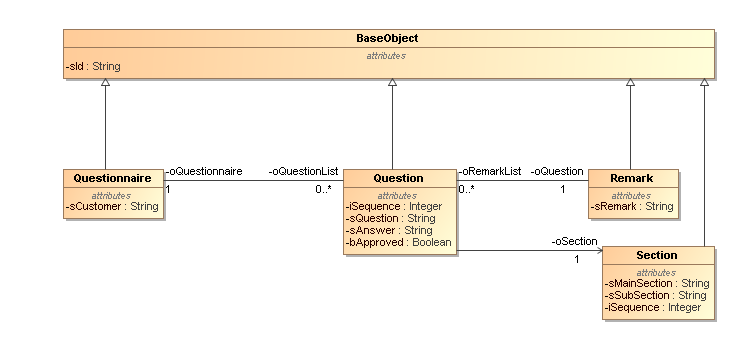 BaseObject
attributes
-sId : String
-oQuestionnaire
-oQuestionList
-oRemarkList
-oQuestion
Questionnaire
Question
Remark
1
0..*
0..*
1
attributes
-sCustomer : String
attributes
-iSequence : Integer
-sQuestion : String
-sAnswer : String
-bApproved : Boolean
attributes
-sRemark : String
-oSection
1
Section
attributes
-sMainSection : String
-sSubSection : String
-iSequence : Integer